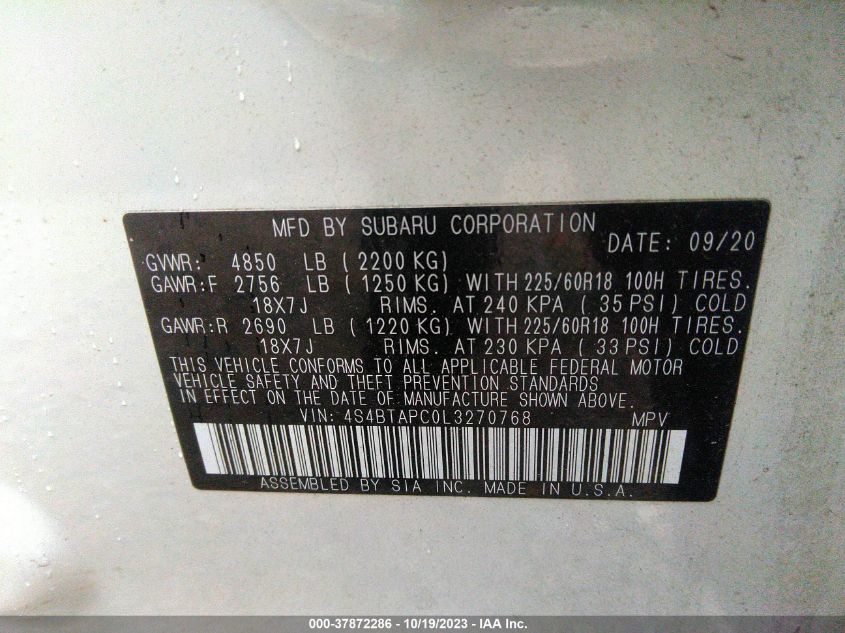 MFD BY SUBARU CORPORATION
DATE: 09/20
GVWR: 4850 LB (2200 KG)
GAWR:F 2756 LB (1250 KG) WITH 225/60R18 100H TIRES.
18X7J RIMS. AT 240 KPA (35 PSI) COLD
GAWR:R 2690 LB (1220 KG) WITH 225/60R18 100H TIRES.
18X7J RIMS. AT 230 KPA (33 PSI) COLD
THIS VEHICLE CONFORMS TO ALL APPLICABLE FEDERAL MOTOR
VEHICLE SAFETY AND THEFT PREVENTION STANDARDS
IN EFFECT ON THE DATE OF MANUFACTURE SHOWN ABOVE.
VIN: 4S4BTAPC0L3270768 MPV
ASSEMBLED BY SIA INC. MADE IN U.S.A.
000-37872286 - 10/19/2023 - IAA Inc.